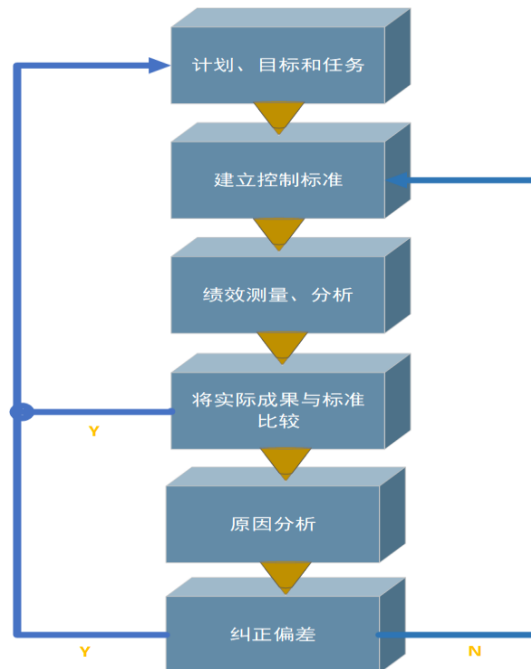 计划、目标和任务
建立控制标准
绩效测量、分析
将实际成果与标准
比较
Y
原因分析
纠正偏差
Y
N